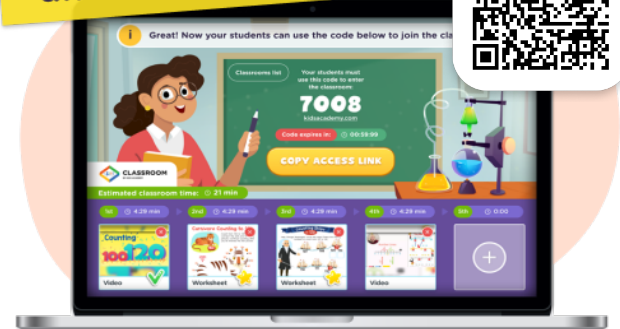 Great! Now your students can use the code below to join the cla
Classrooms list
Your students must
use this code to enter
the classroom:
7008
kidsacademy.com
Code expires in: 00:59:99
COPY ACCESS LINK
CLASSROOM
Estimated classroom time: 21 min
1st 4:29 min 2nd 4:29 min 3rd 4:29 min 4th 4:29 min 5th 0:00
Counting
100 120
Video Worksheet Worksheet Video